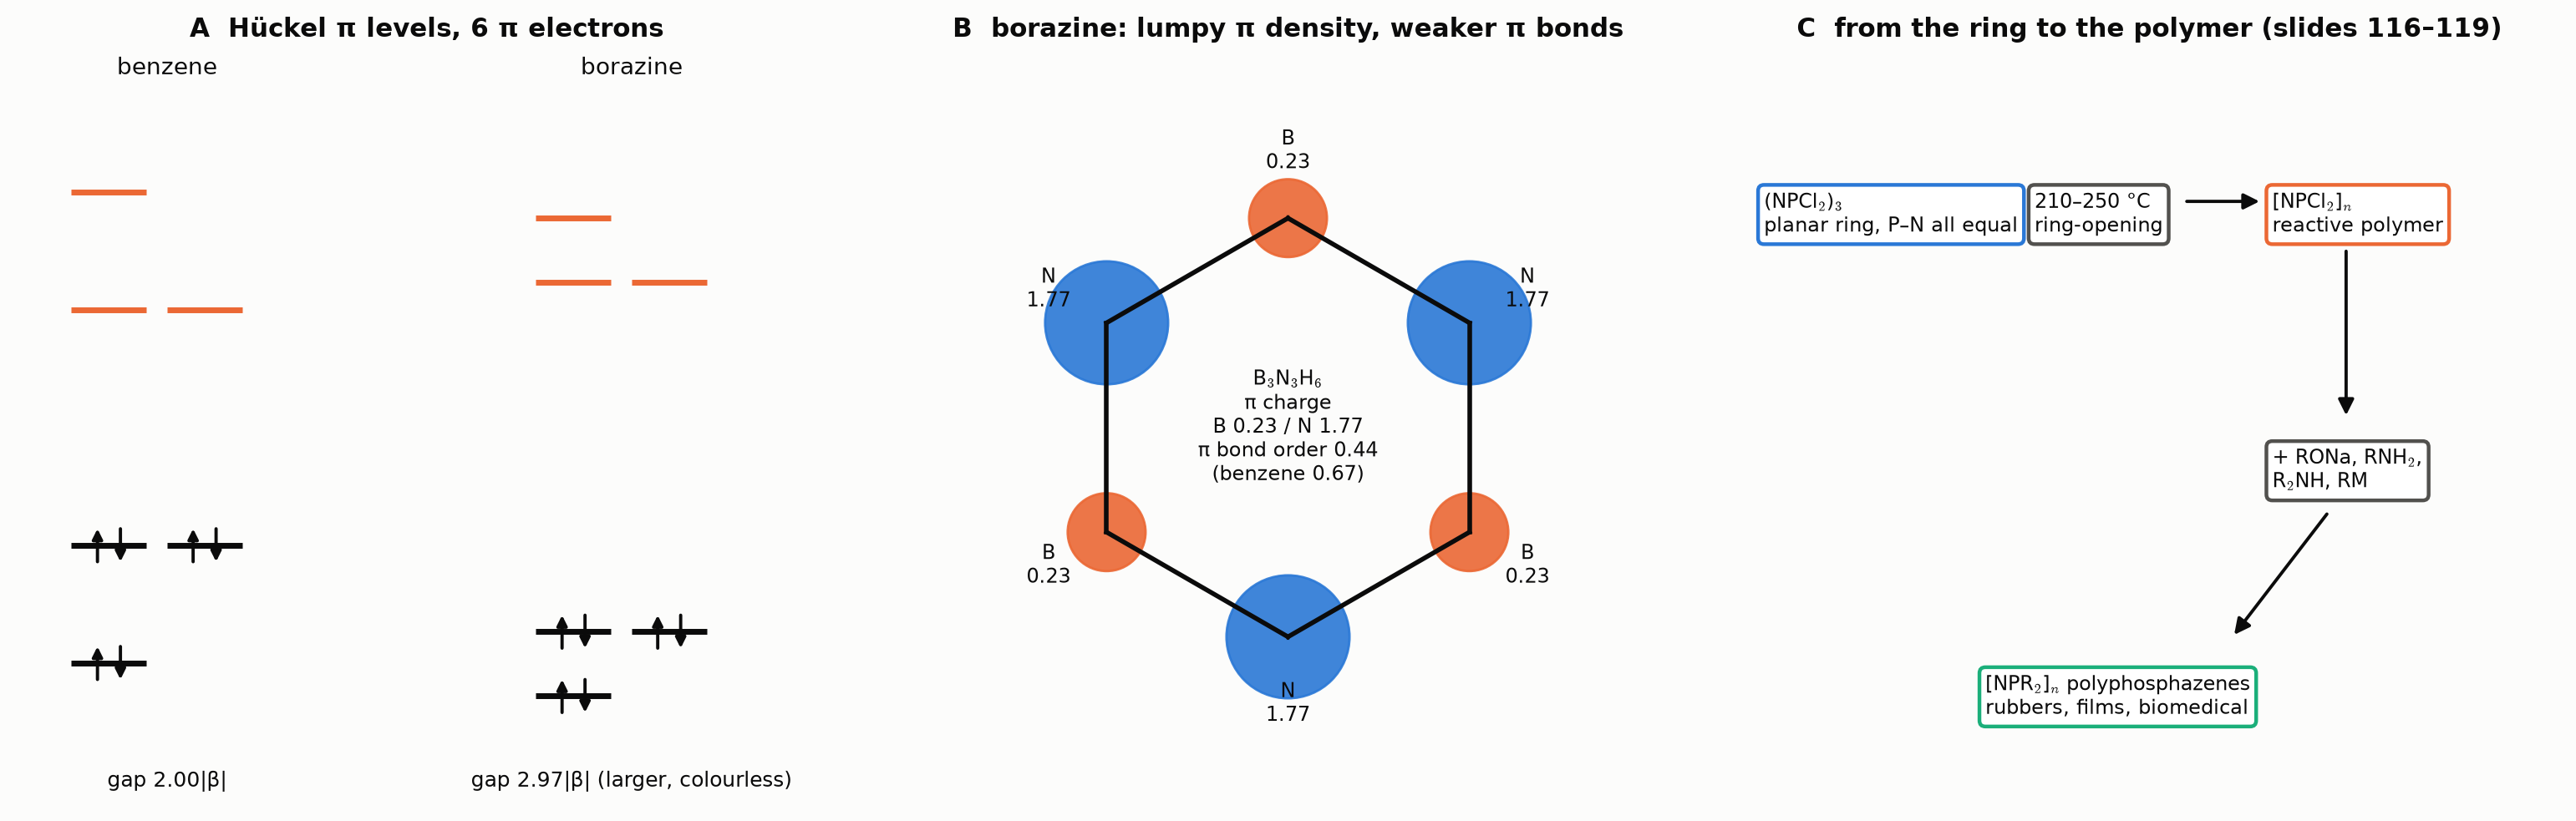 A Hückel π levels, 6 π electrons
benzene
borazine
gap 2.00|β|
gap 2.97|β| (larger, colourless)
B borazine: lumpy π density, weaker π bonds
B
0.23
N
1.77
N
1.77
B₃N₃H₆
π charge
B 0.23 / N 1.77
π bond order 0.44
(benzene 0.67)
B
0.23
B
0.23
N
1.77
C from the ring to the polymer (slides 116–119)
(NPCl₂)₃
planar ring, P–N all equal
210–250 °C
ring-opening
[NPCl₂]ₙ
reactive polymer
+ RONa, RNH₂,
R₂NH, RM
[NPR₂]ₙ polyphosphazenes
rubbers, films, biomedical